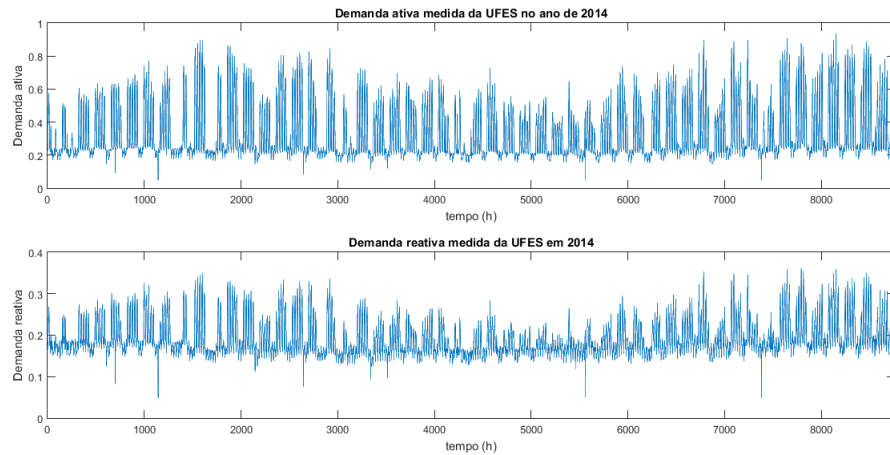 Demanda ativa medida da UFES no ano de 2014
Demanda ativa
1
0.8
0.6
0.4
0.2
0
0 1000 2000 3000 4000 5000 6000 7000 8000
tempo (h)
Demanda reativa medida da UFES em 2014
Demanda reativa
0.4
0.3
0.2
0.1
0
0 1000 2000 3000 4000 5000 6000 7000 8000
tempo (h)